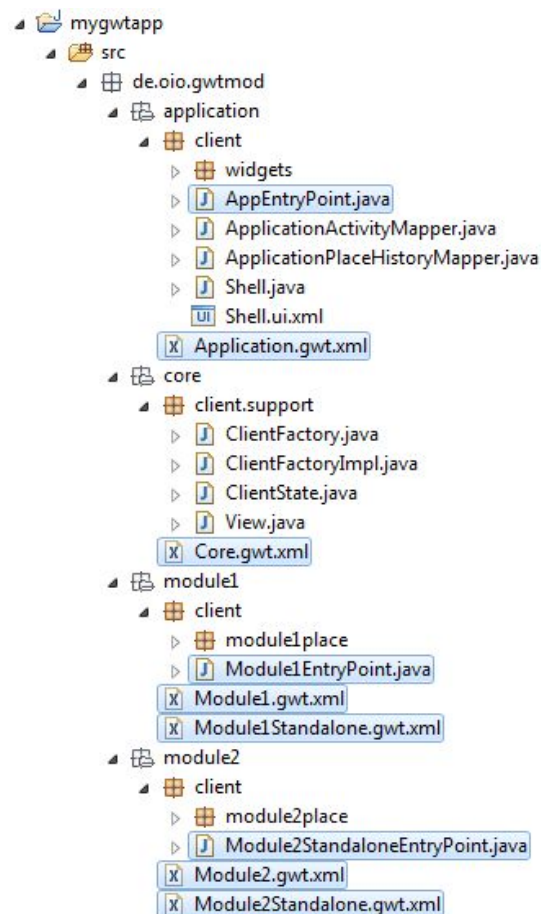 mygwtapp
src
de.oio.gwtmod
application
client
widgets
J AppEntryPoint.java
J ApplicationActivityMapper.java
J ApplicationPlaceHistoryMapper.java
J Shell.java
UI Shell.ui.xml
X Application.gwt.xml
core
client.support
J ClientFactory.java
J ClientFactoryImpl.java
J ClientState.java
J View.java
X Core.gwt.xml
module1
client
module1place
J Module1EntryPoint.java
X Module1.gwt.xml
X Module1Standalone.gwt.xml
module2
client
module2place
J Module2StandaloneEntryPoint.java
X Module2.gwt.xml
X Module2Standalone.gwt.xml